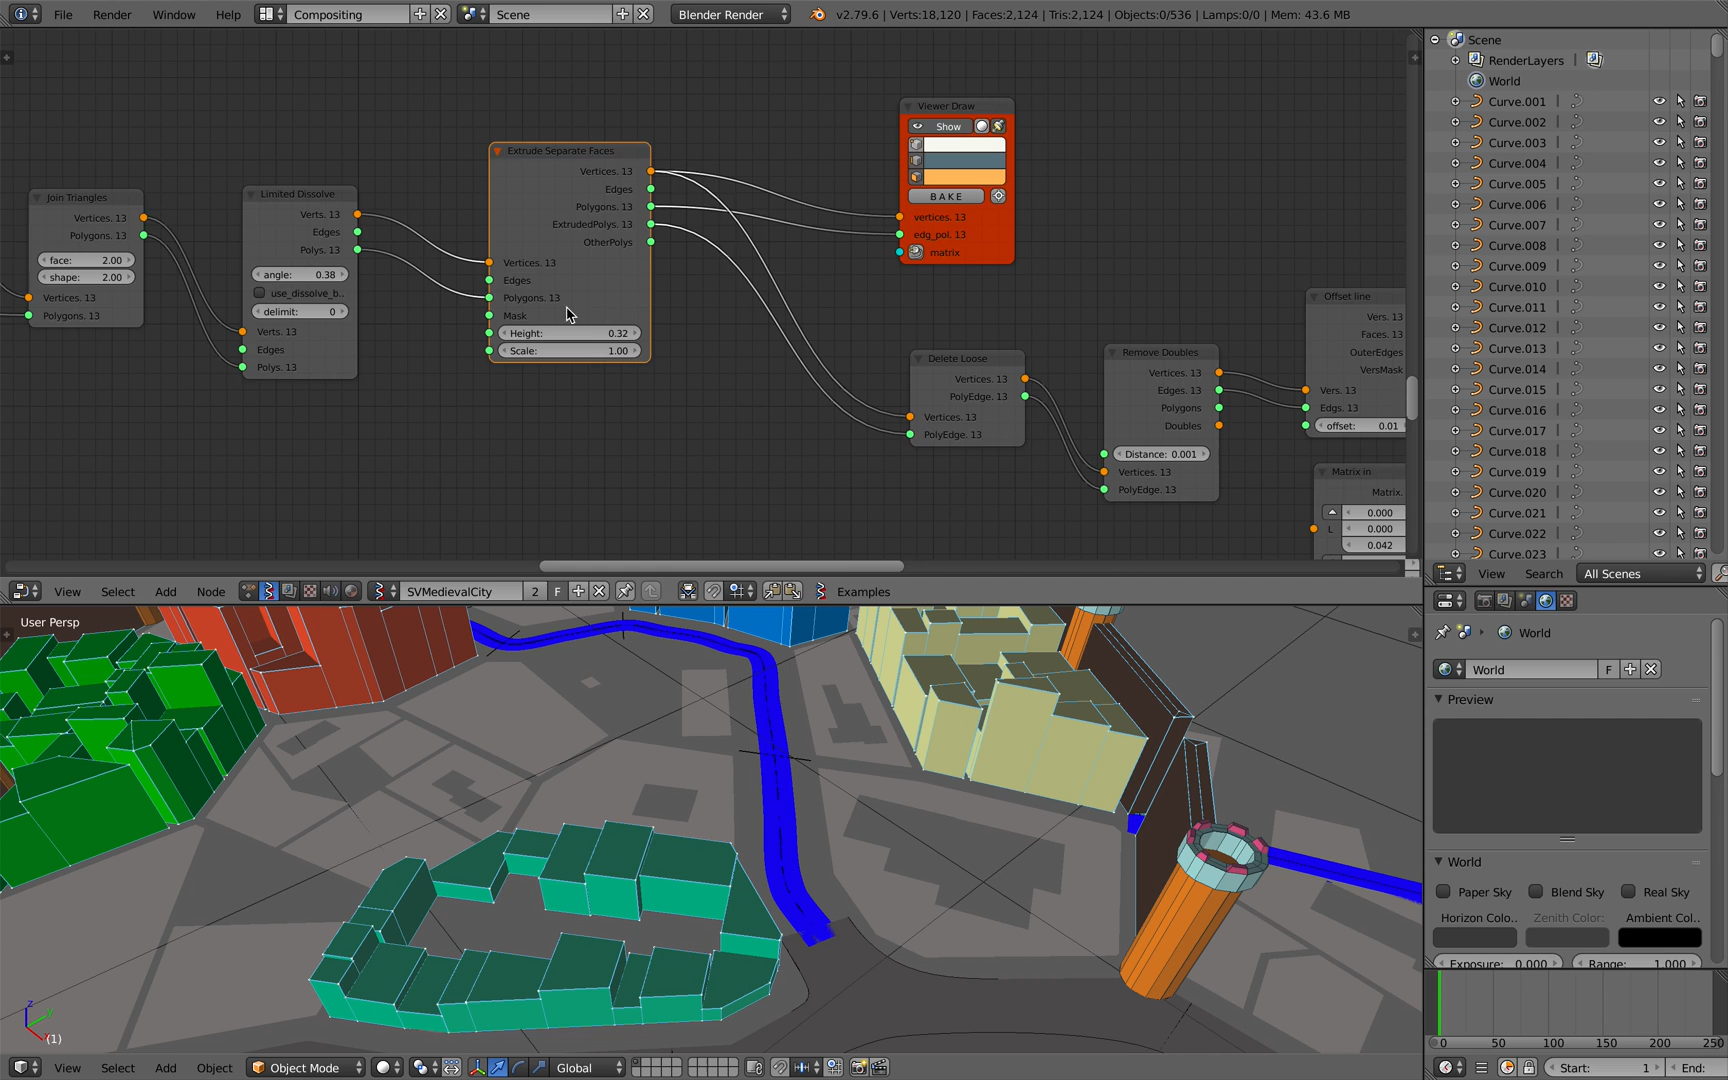 File Render Window Help Compositing Scene Blender Render v2.79.6 | Verts:18,120 | Faces:2,124 | Tris:2,124 | Objects:0/536 | Lamps:0/0 | Mem: 43.6 MB
Join Triangles
Vertices. 13
Polygons. 13
face: 2.00
shape: 2.00
Vertices. 13
Polygons. 13
Limited Dissolve
Verts. 13
Edges
Polys. 13
angle: 0.38
use_dissolve_b..
delimit: 0
Verts. 13
Edges
Polys. 13
Extrude Separate Faces
Vertices. 13
Edges
Polygons. 13
ExtrudedPolys. 13
OtherPolys
Vertices. 13
Edges
Polygons. 13
Mask
Height: 0.32
Scale: 1.00
Viewer Draw
Show
BAKE
vertices. 13
edg_pol. 13
matrix
Delete Loose
Vertices. 13
PolyEdge. 13
Vertices. 13
PolyEdge. 13
Remove Doubles
Vertices. 13
Edges. 13
Polygons
Doubles
Distance: 0.001
Vertices. 13
PolyEdge. 13
Offset line
Vers. 13
Faces. 13
OuterEdges
VersMask
Vers. 13
Edgs. 13
offset: 0.01
Matrix in
Matrix.
0.000
L 0.000
0.042
View Select Add Node SVMedievalCity 2 F Examples
User Persp
z
y
x
(1)
View Select Add Object Object Mode Global
Scene
RenderLayers |
World
Curve.001
Curve.002
Curve.003
Curve.004
Curve.005
Curve.006
Curve.007
Curve.008
Curve.009
Curve.010
Curve.011
Curve.012
Curve.013
Curve.014
Curve.015
Curve.016
Curve.017
Curve.018
Curve.019
Curve.020
Curve.021
Curve.022
Curve.023
View Search All Scenes
World
World F
Preview
World
Paper Sky Blend Sky Real Sky
Horizon Colo.. Zenith Color: Ambient Col..
Exposure: 0.000 Range: 1.000
0 50 100 150 200 250
Start: 1 End: